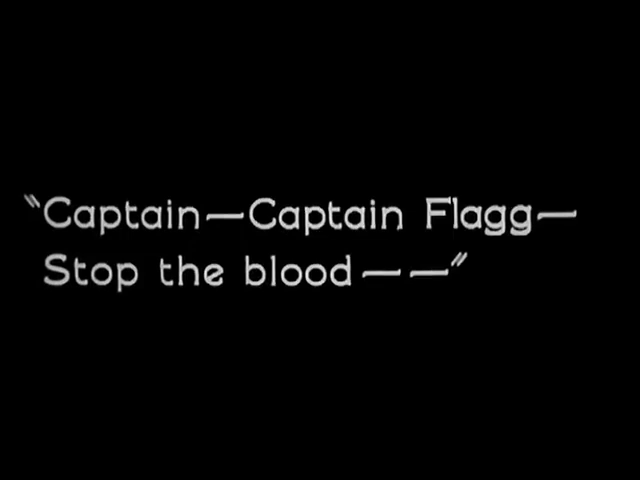 "Captain—Captain Flagg—
Stop the blood— —"